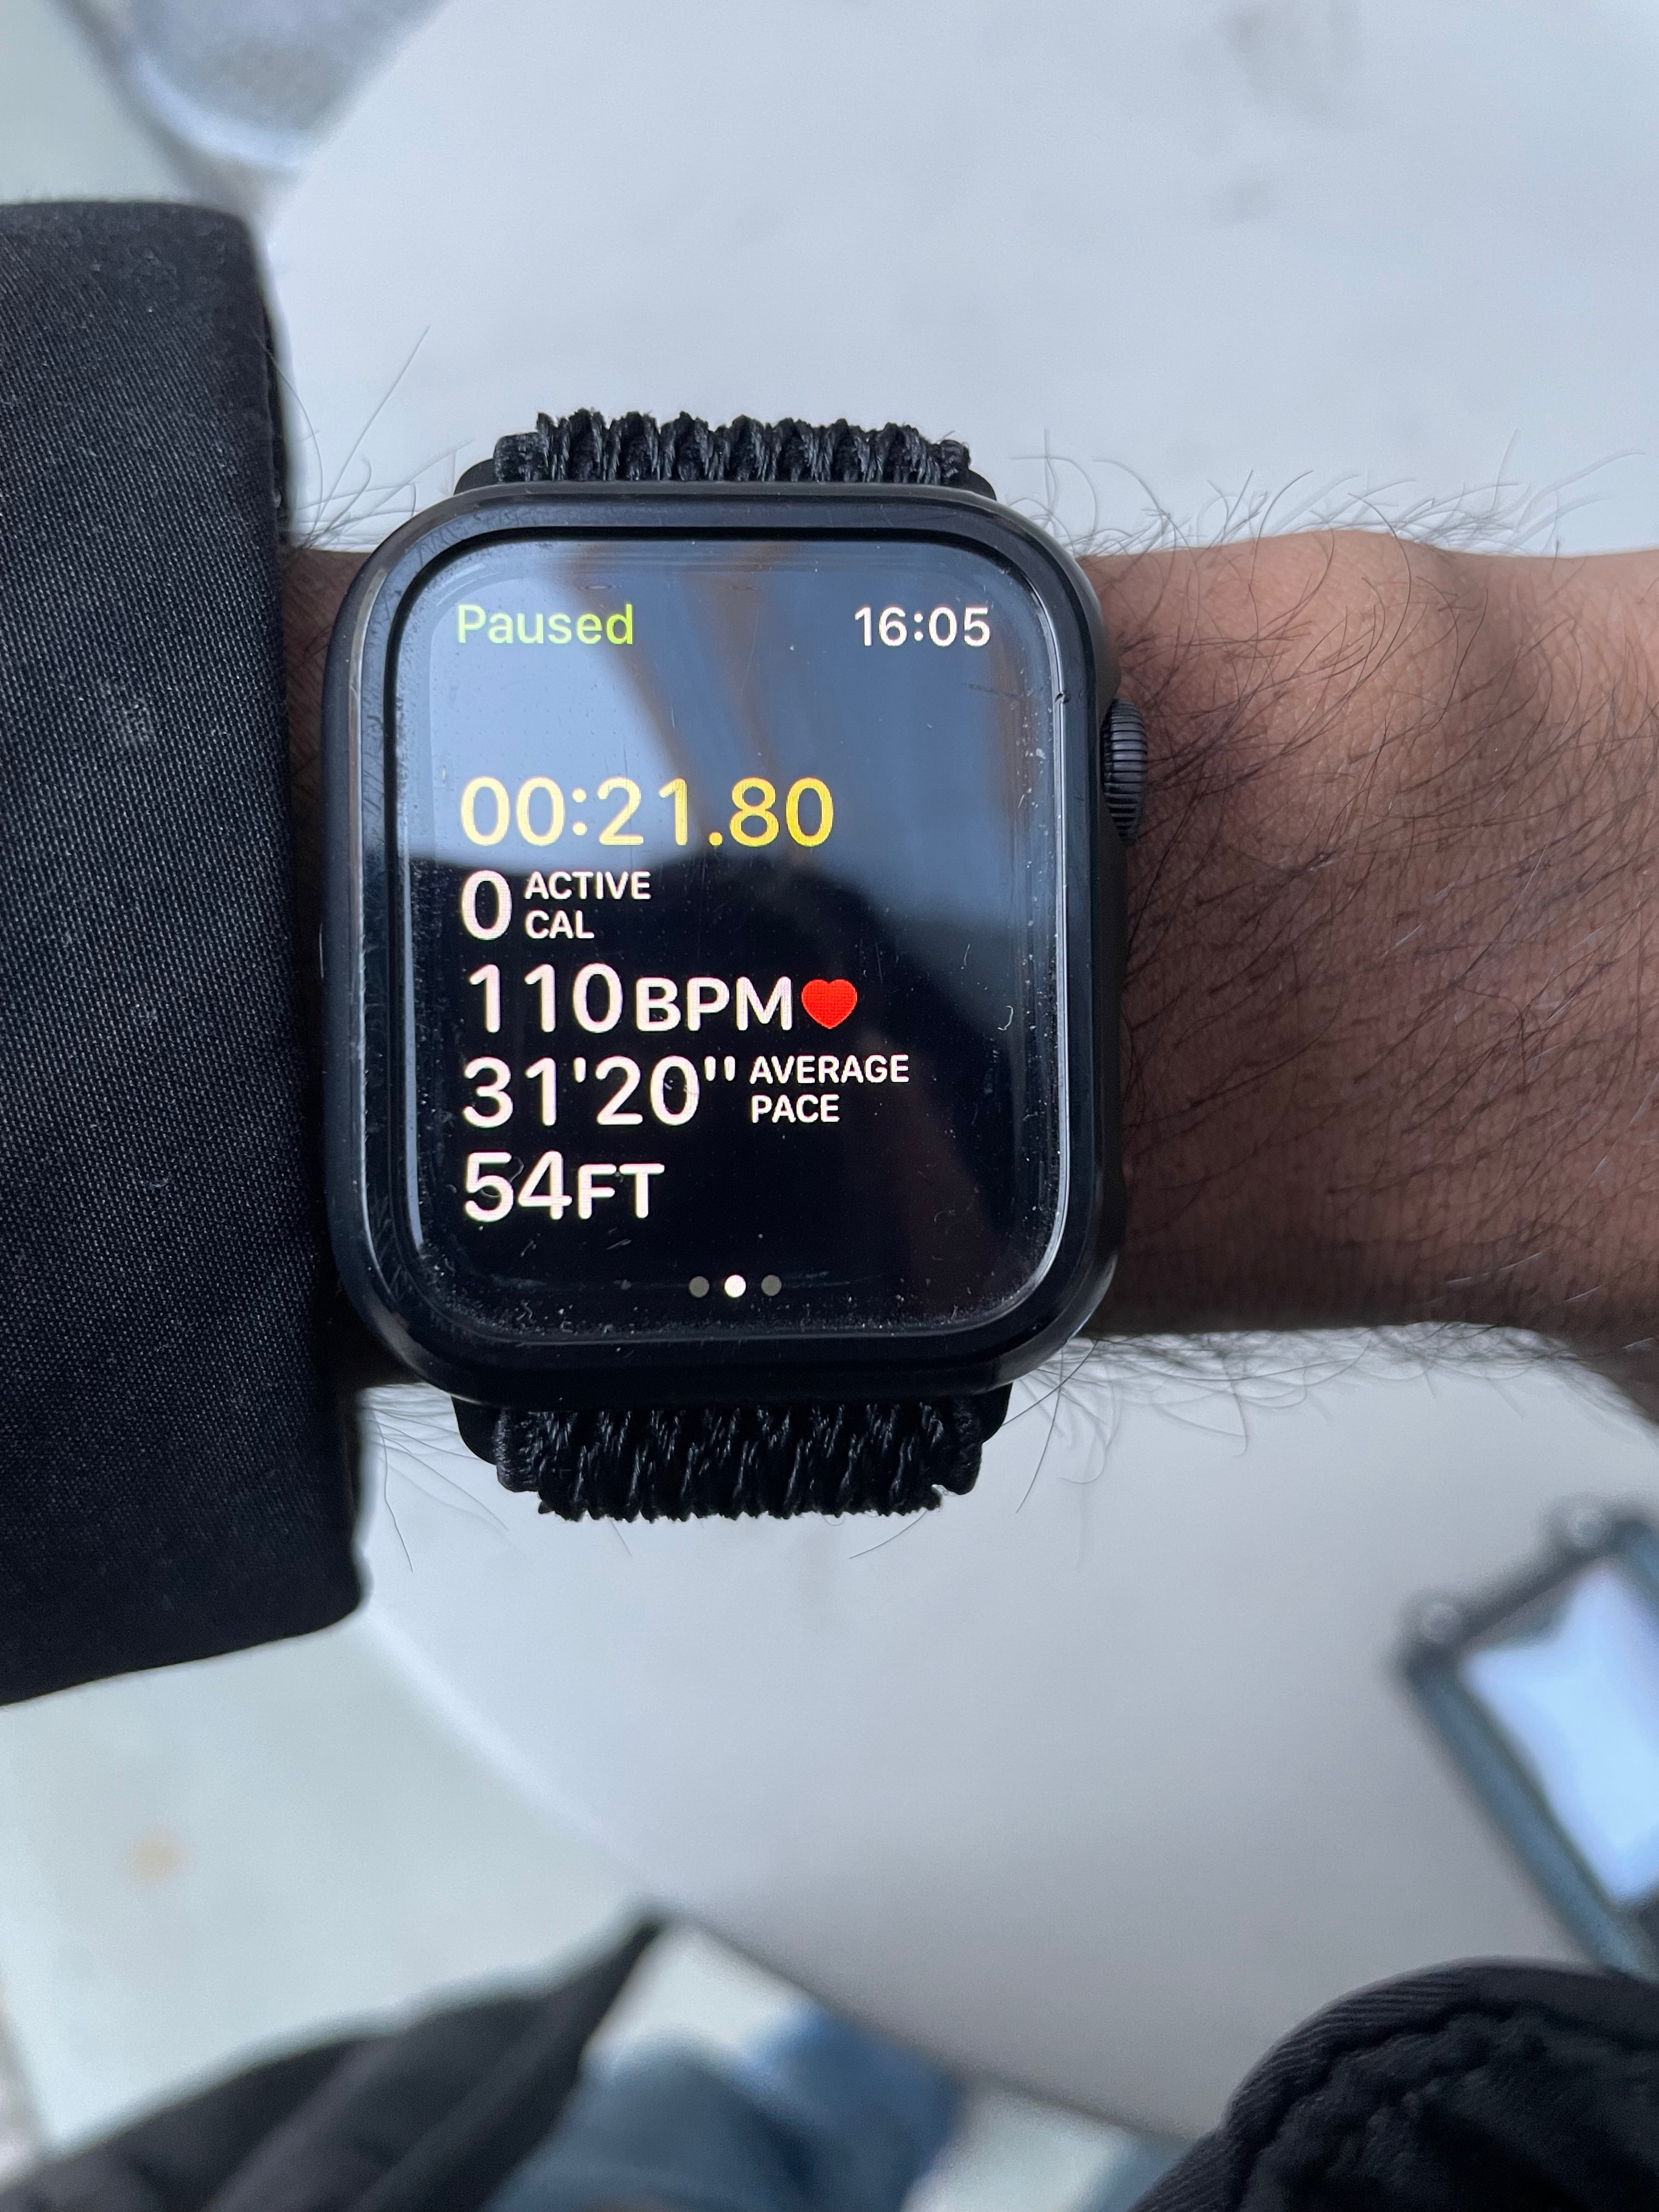 Paused 16:05
00:21.80
0 ACTIVE
CAL
110BPM
31'20" AVERAGE
PACE
54FT